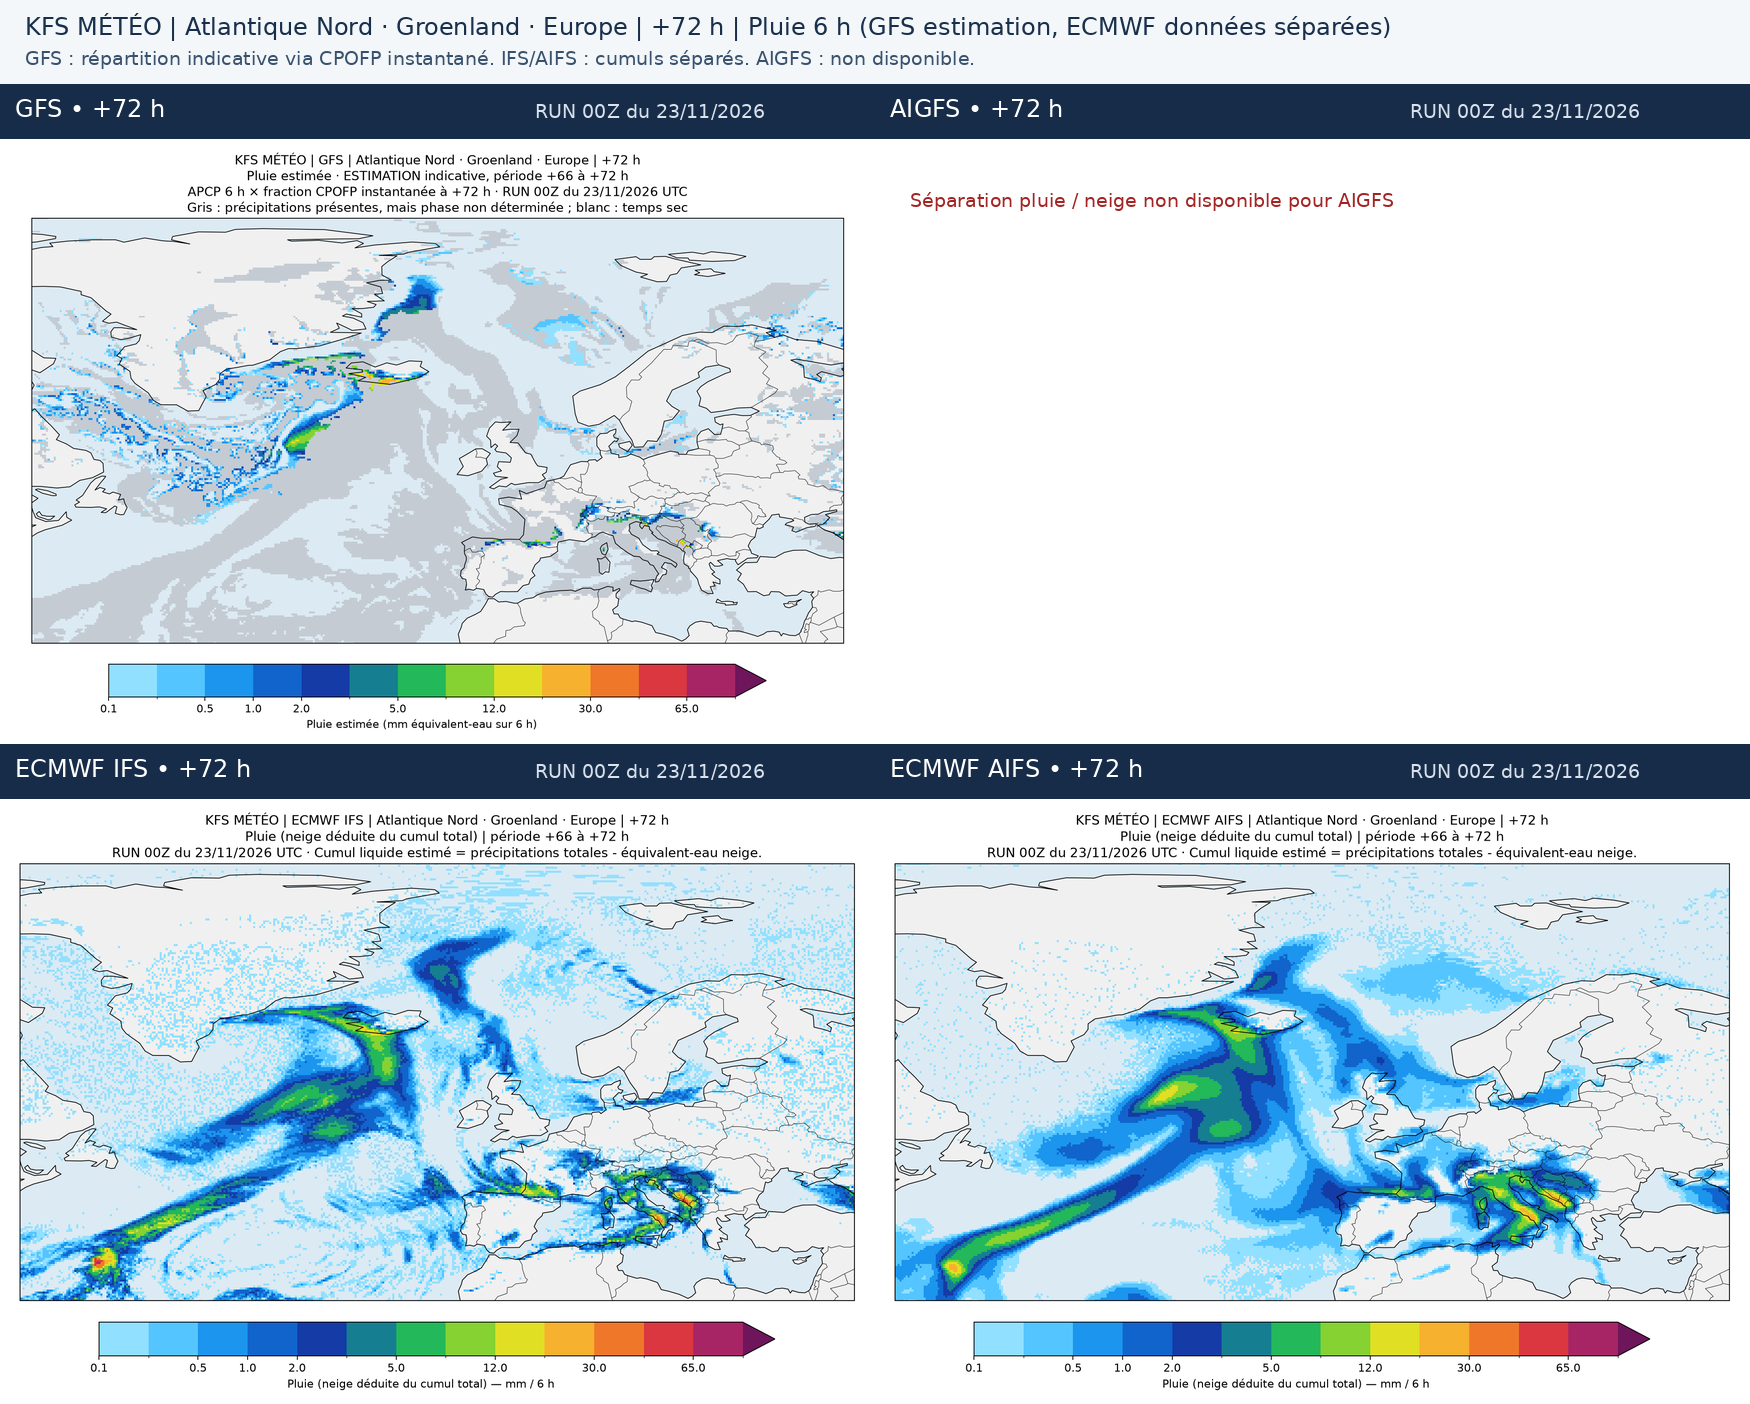 KFS MÉTÉO | Atlantique Nord · Groenland · Europe | +72 h | Pluie 6 h (GFS estimation, ECMWF données séparées)
GFS : répartition indicative via CPOFP instantané. IFS/AIFS : cumuls séparés. AIGFS : non disponible.
GFS • +72 h
RUN 00Z du 23/11/2026
AIGFS • +72 h
RUN 00Z du 23/11/2026
KFS MÉTÉO | GFS | Atlantique Nord · Groenland · Europe | +72 h
Pluie estimée · ESTIMATION indicative, période +66 à +72 h
APCP 6 h × fraction CPOFP instantanée à +72 h · RUN 00Z du 23/11/2026 UTC
Gris : précipitations présentes, mais phase non déterminée ; blanc : temps sec
Séparation pluie / neige non disponible pour AIGFS
0.1 0.5 1.0 2.0 5.0 12.0 30.0 65.0
Pluie estimée (mm équivalent-eau sur 6 h)
ECMWF IFS • +72 h
RUN 00Z du 23/11/2026
ECMWF AIFS • +72 h
RUN 00Z du 23/11/2026
KFS MÉTÉO | ECMWF IFS | Atlantique Nord · Groenland · Europe | +72 h
Pluie (neige déduite du cumul total) | période +66 à +72 h
RUN 00Z du 23/11/2026 UTC · Cumul liquide estimé = précipitations totales - équivalent-eau neige.
0.1 0.5 1.0 2.0 5.0 12.0 30.0 65.0
Pluie (neige déduite du cumul total) — mm / 6 h
KFS MÉTÉO | ECMWF AIFS | Atlantique Nord · Groenland · Europe | +72 h
Pluie (neige déduite du cumul total) | période +66 à +72 h
RUN 00Z du 23/11/2026 UTC · Cumul liquide estimé = précipitations totales - équivalent-eau neige.
0.1 0.5 1.0 2.0 5.0 12.0 30.0 65.0
Pluie (neige déduite du cumul total) — mm / 6 h